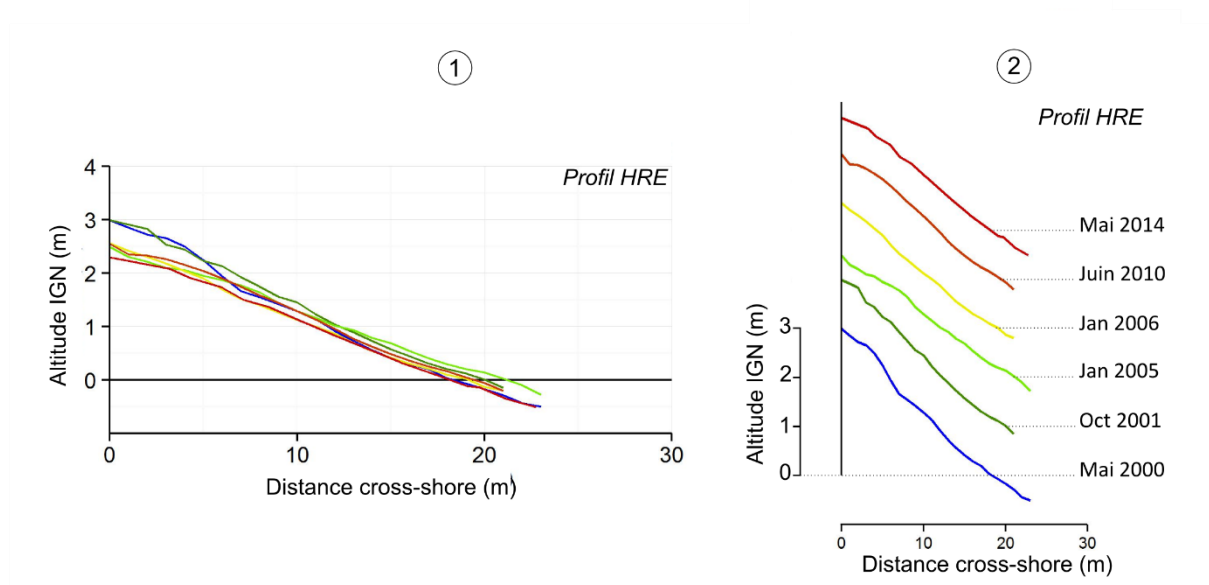 1
Profil HRE
4
3
2
1
0
Altitude IGN (m)
0
10
20
30
Distance cross-shore (m)
2
Profil HRE
Mai 2014
Juin 2010
Jan 2006
Jan 2005
Oct 2001
Mai 2000
3
2
1
0
Altitude IGN (m)
0
10
20
30
Distance cross-shore (m)